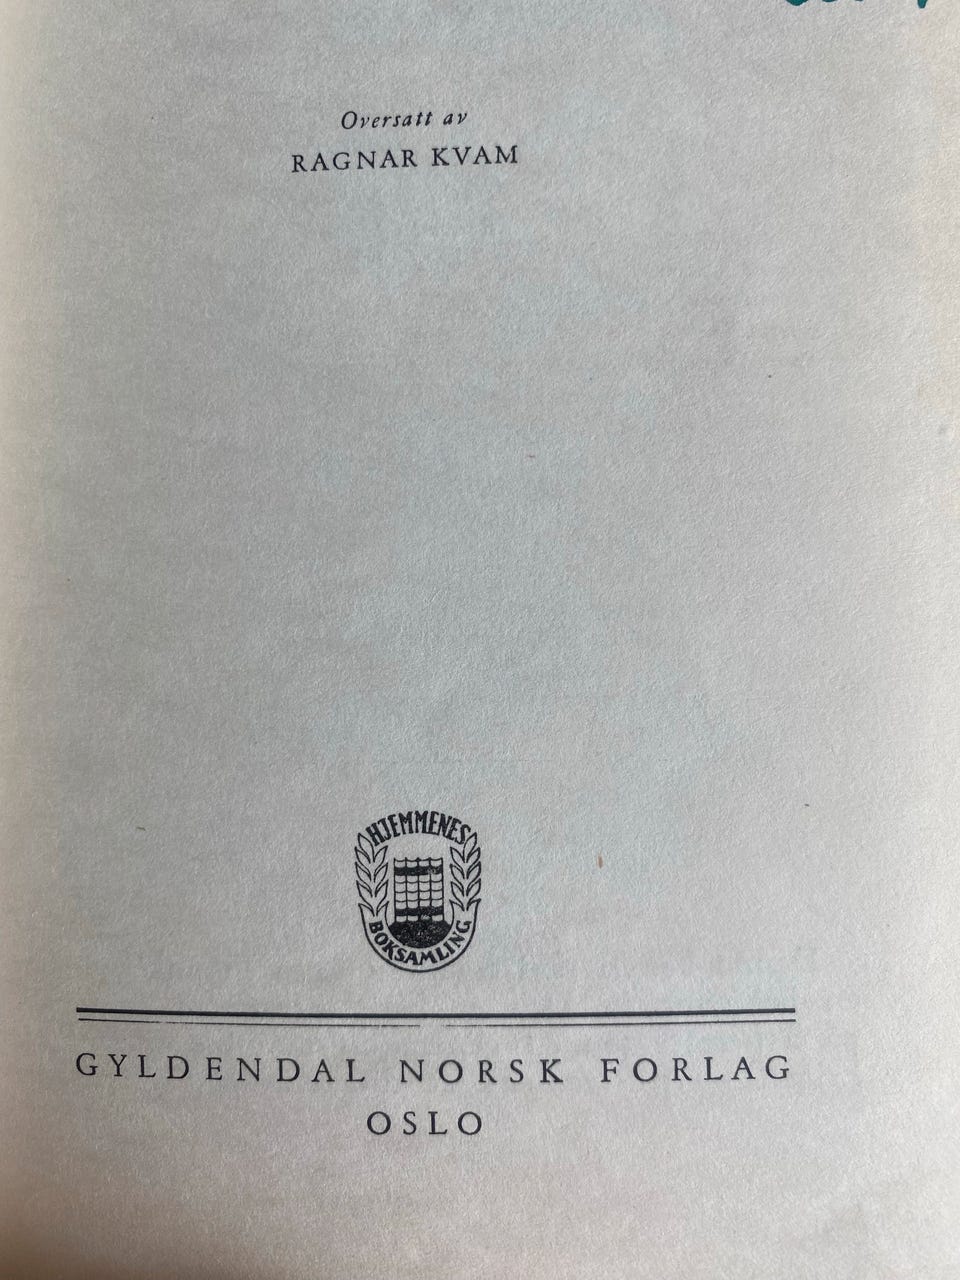 Oversatt av
RAGNAR KVAM
HJEMMENES
BOKSAMLING
GYLDENDAL NORSK FORLAG
OSLO